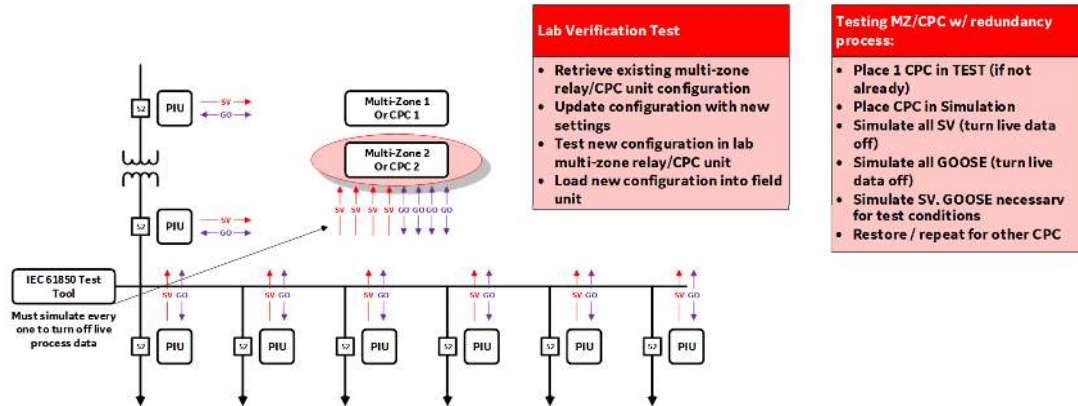 Lab Verification Test
• Retrieve existing multi-zone
relay/CPC unit configuration
• Update configuration with new
settings
• Test new configuration in lab
multi-zone relay/CPC unit
• Load new configuration into field
unit
Testing MZ/CPC w/ redundancy
process:
• Place 1 CPC in TEST (if not
already)
• Place CPC in Simulation
• Simulate all SV (turn live data
off)
• Simulate all GOOSE (turn live
data off)
• Simulate SV, GOOSE necessary
for test conditions
• Restore / repeat for other CPC
52
PIU
SV
GO
Multi-Zone 1
Or CPC 1
Multi-Zone 2
Or CPC 2
SV SV SV SV GO GO GO GO
52
PIU
SV
GO
IEC 61850 Test
Tool
Must simulate every
one to turn off live
process data
SV GO
SV GO
SV GO
SV GO
SV GO
SV GO
52 PIU
52 PIU
52 PIU
52 PIU
52 PIU
52 PIU